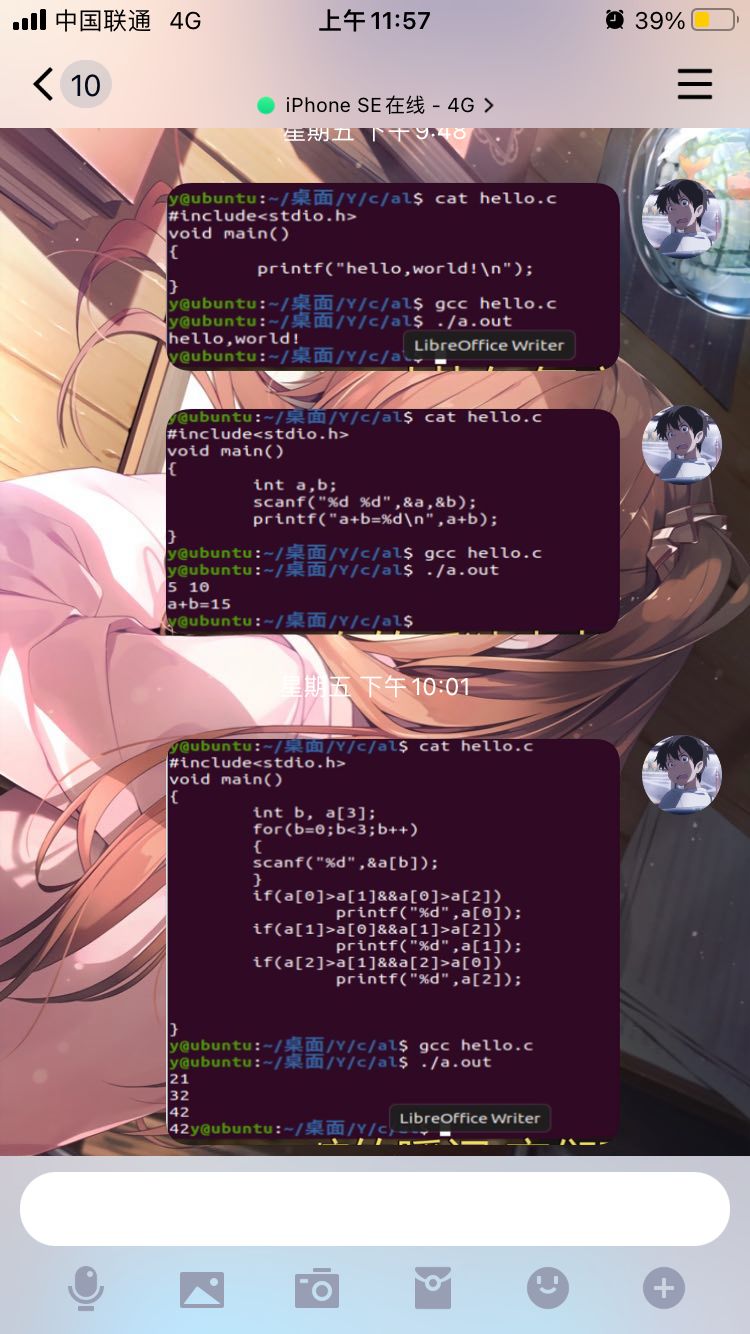 中国联通 4G 上午11:57 39%
10
iPhone SE在线 - 4G
星期五 下午9:48
y@ubuntu:~/桌面/Y/c/al$ cat hello.c
#include<stdio.h>
void main()
{
printf("hello,world!\n");
}
y@ubuntu:~/桌面/Y/c/al$ gcc hello.c
y@ubuntu:~/桌面/Y/c/al$ ./a.out
hello,world!
LibreOffice Writer
y@ubuntu:~/桌面/Y/c/al$
y@ubuntu:~/桌面/Y/c/al$ cat hello.c
#include<stdio.h>
void main()
{
int a,b;
scanf("%d %d",&a,&b);
printf("a+b=%d\n",a+b);
}
y@ubuntu:~/桌面/Y/c/al$ gcc hello.c
y@ubuntu:~/桌面/Y/c/al$ ./a.out
5 10
a+b=15
y@ubuntu:~/桌面/Y/c/al$
星期五 下午10:01
y@ubuntu:~/桌面/Y/c/al$ cat hello.c
#include<stdio.h>
void main()
{
int b, a[3];
for(b=0;b<3;b++)
{
scanf("%d",&a[b]);
}
if(a[0]>a[1]&&a[0]>a[2])
printf("%d",a[0]);
if(a[1]>a[0]&&a[1]>a[2])
printf("%d",a[1]);
if(a[2]>a[1]&&a[2]>a[0])
printf("%d",a[2]);
}
y@ubuntu:~/桌面/Y/c/al$ gcc hello.c
y@ubuntu:~/桌面/Y/c/al$ ./a.out
21
32
42
LibreOffice Writer
42y@ubuntu:~/桌面/Y/c/al$